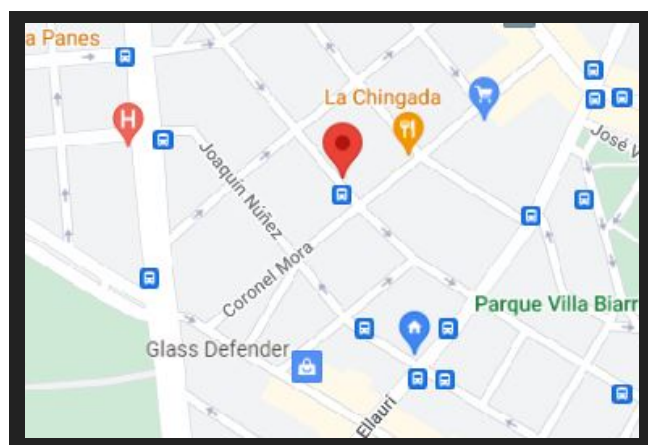 a Panes
La Chingada
H
José V
Joaquín Núñez
Coronel Mora
Parque Villa Biarr
Glass Defender
Ellauri